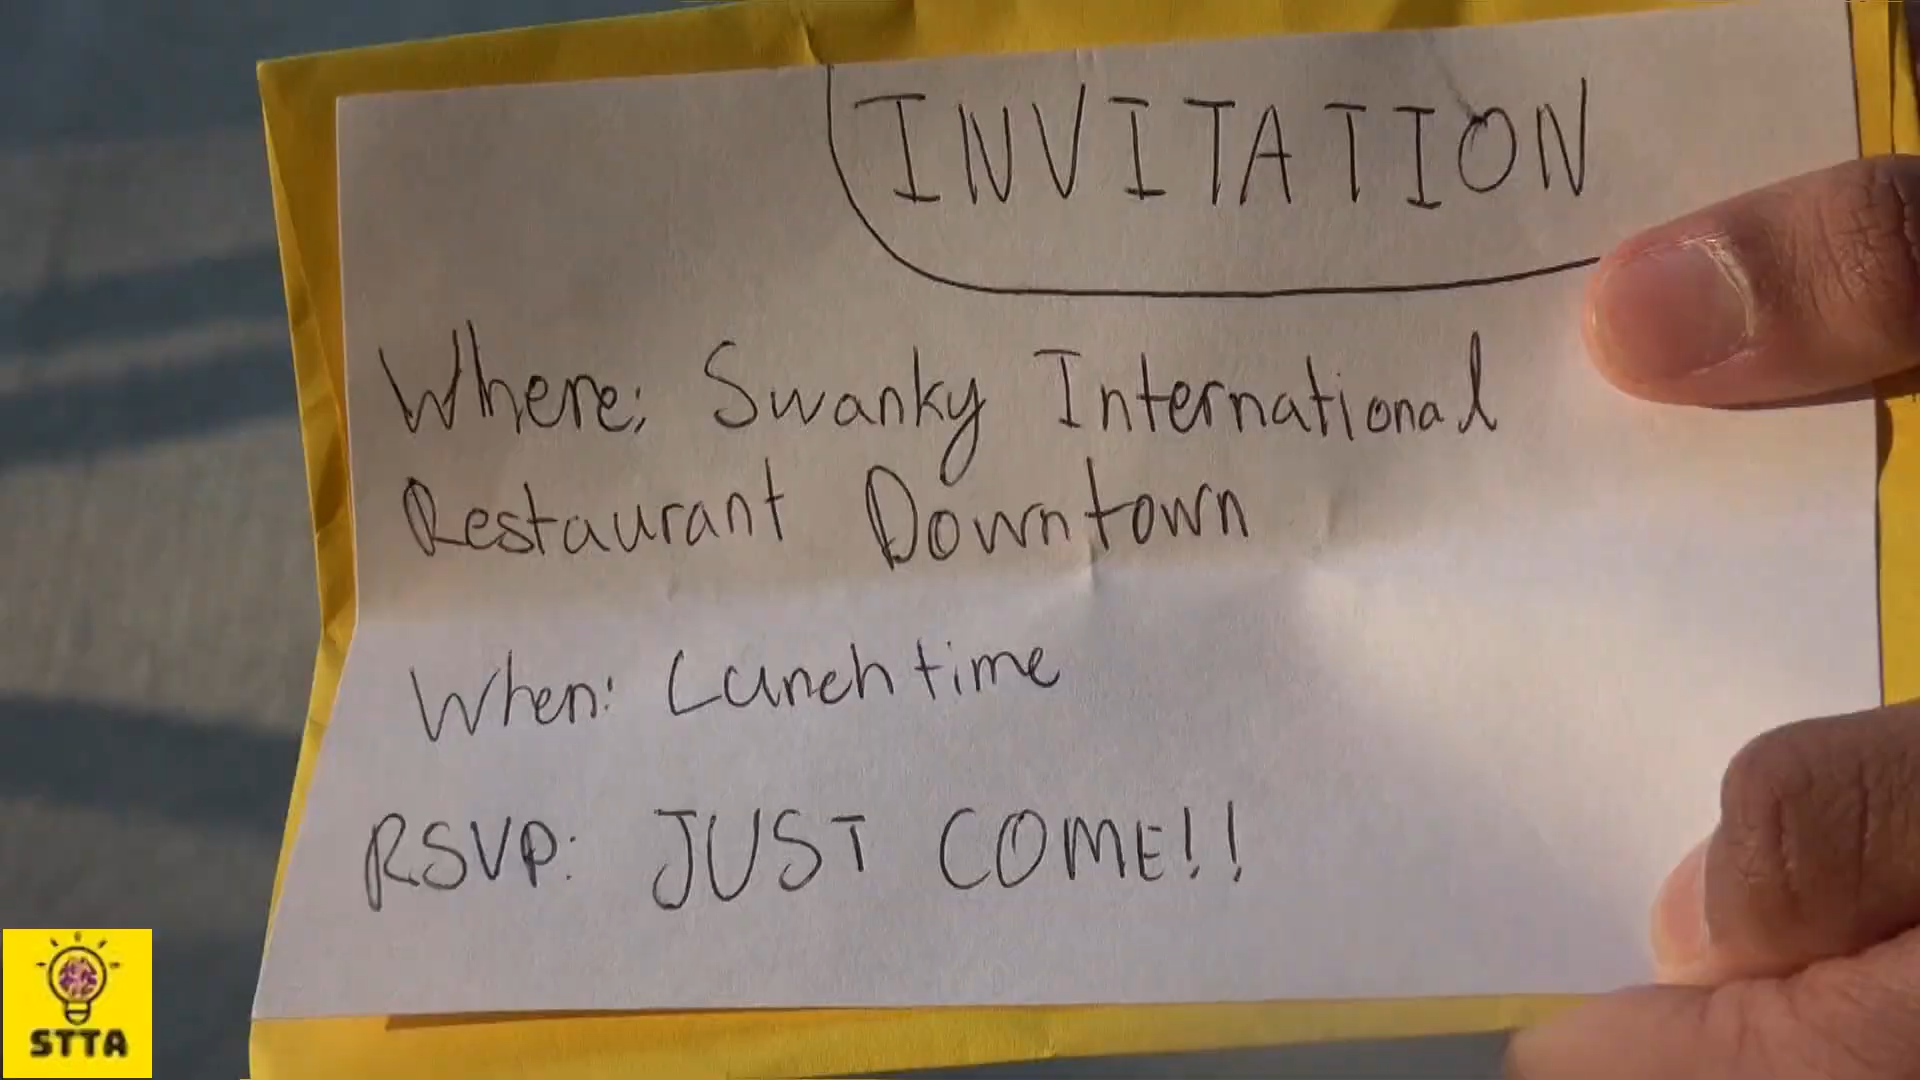 INVITATION
Where: Swanky International
Restaurant Downtown
When: Lunchtime
RSVP: JUST COME!!
STTA